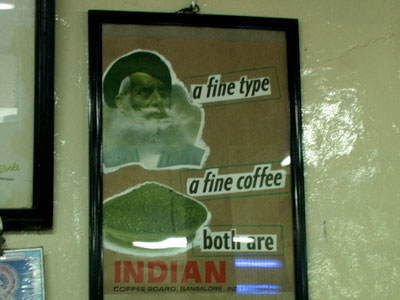 a fine type
a fine coffee
both are
INDIAN
COFFEE BOARD, BANGALORE,